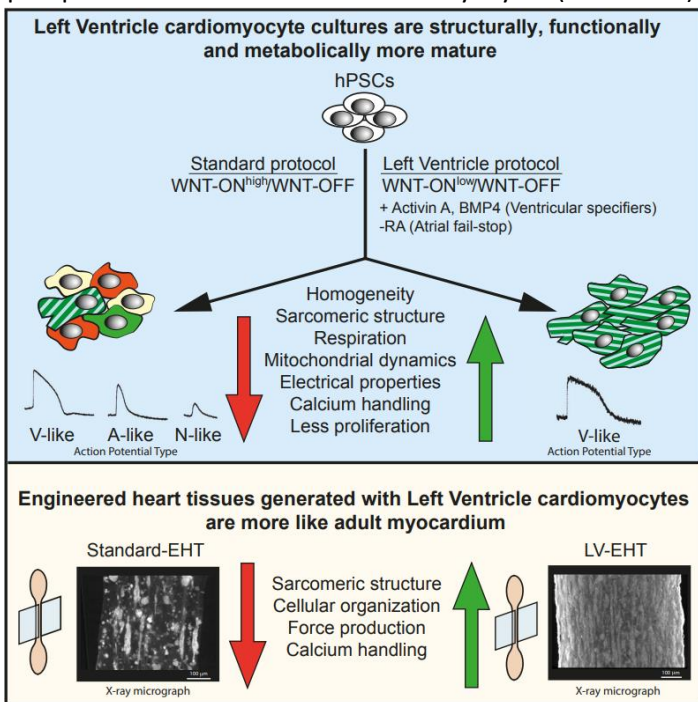 Left Ventricle cardiomyocyte cultures are structurally, functionally
and metabolically more mature
hPSCs
Standard protocol
WNT-ONhigh/WNT-OFF
Left Ventricle protocol
WNT-ONlow/WNT-OFF
+ Activin A, BMP4 (Ventricular specifiers)
-RA (Atrial fail-stop)
Homogeneity
Sarcomeric structure
Respiration
Mitochondrial dynamics
Electrical properties
Calcium handling
Less proliferation
V-like A-like N-like
Action Potential Type
V-like
Action Potential Type
Engineered heart tissues generated with Left Ventricle cardiomyocytes
are more like adult myocardium
Standard-EHT
LV-EHT
Sarcomeric structure
Cellular organization
Force production
Calcium handling
100 µm
X-ray micrograph
100 µm
X-ray micrograph